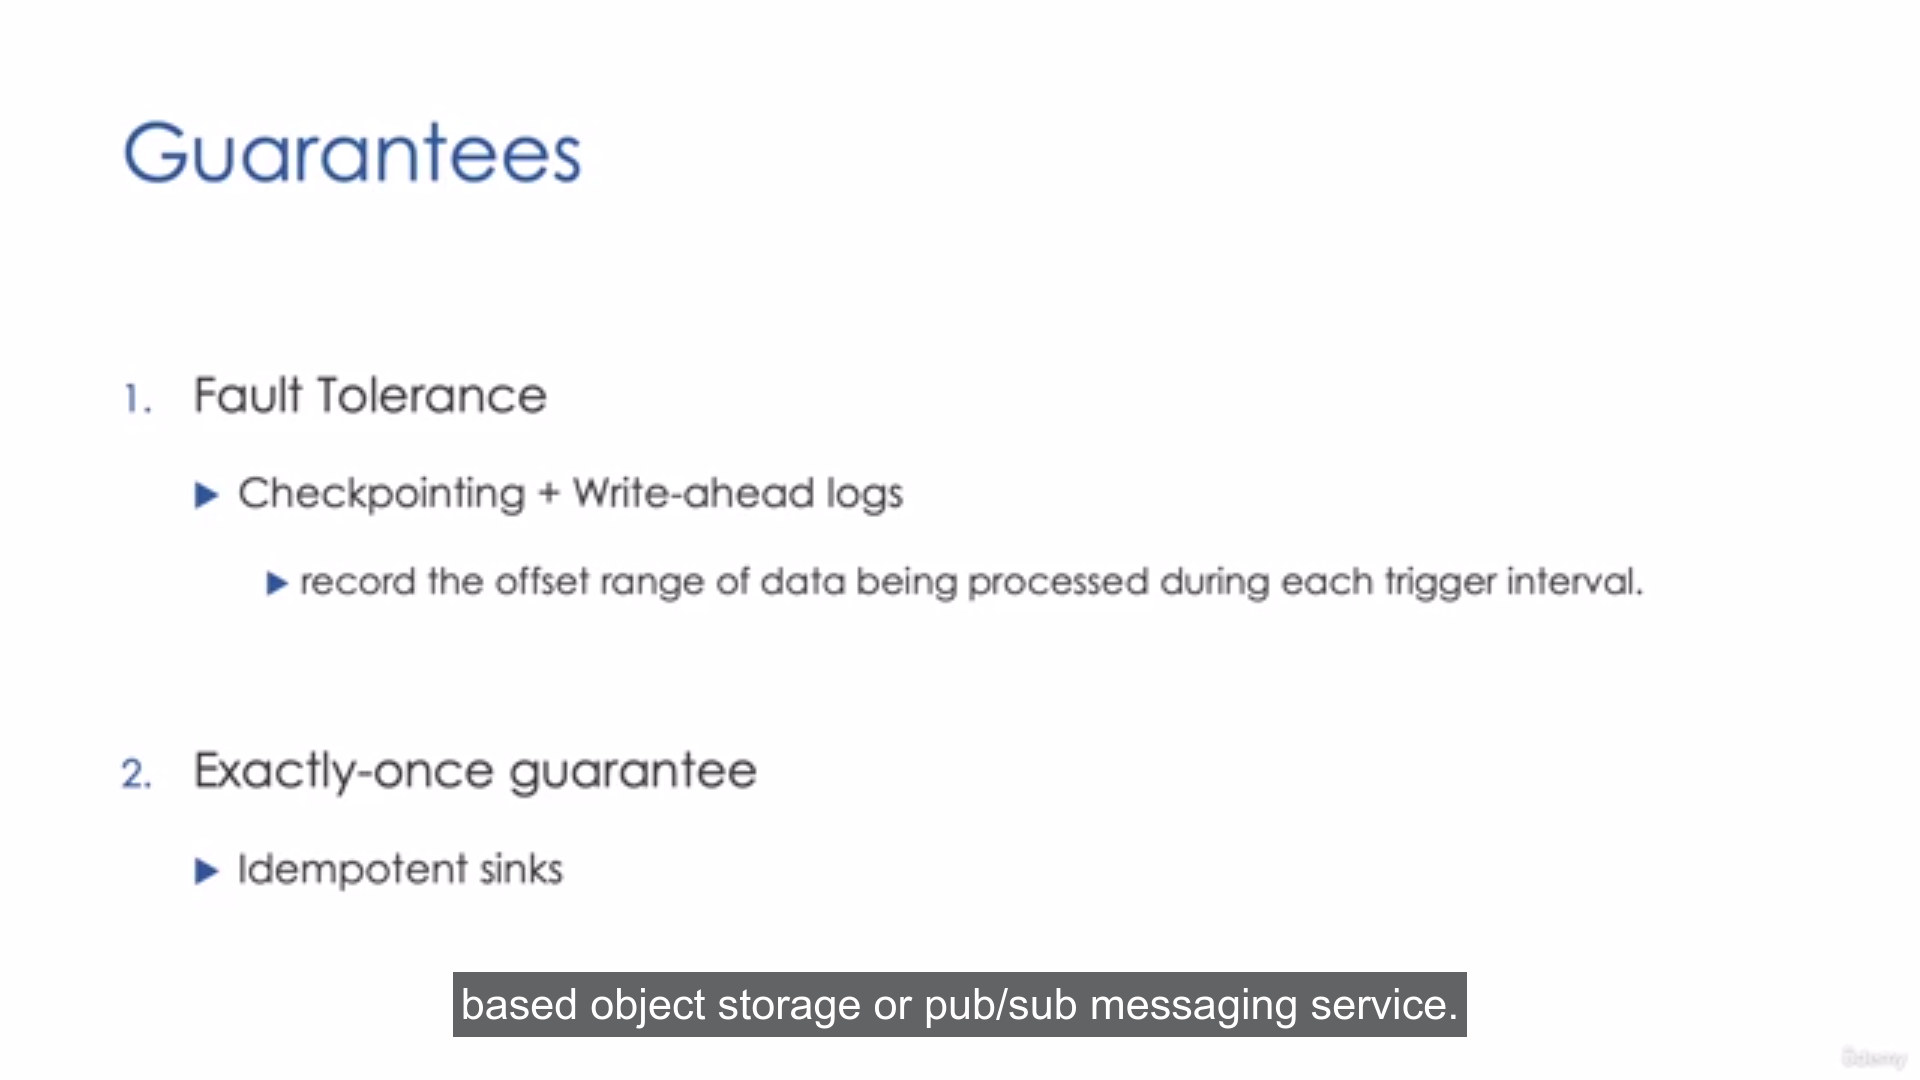 Guarantees
1. Fault Tolerance
Checkpointing + Write-ahead logs
record the offset range of data being processed during each trigger interval.
2. Exactly-once guarantee
Idempotent sinks
based object storage or pub/sub messaging service.
Udemy